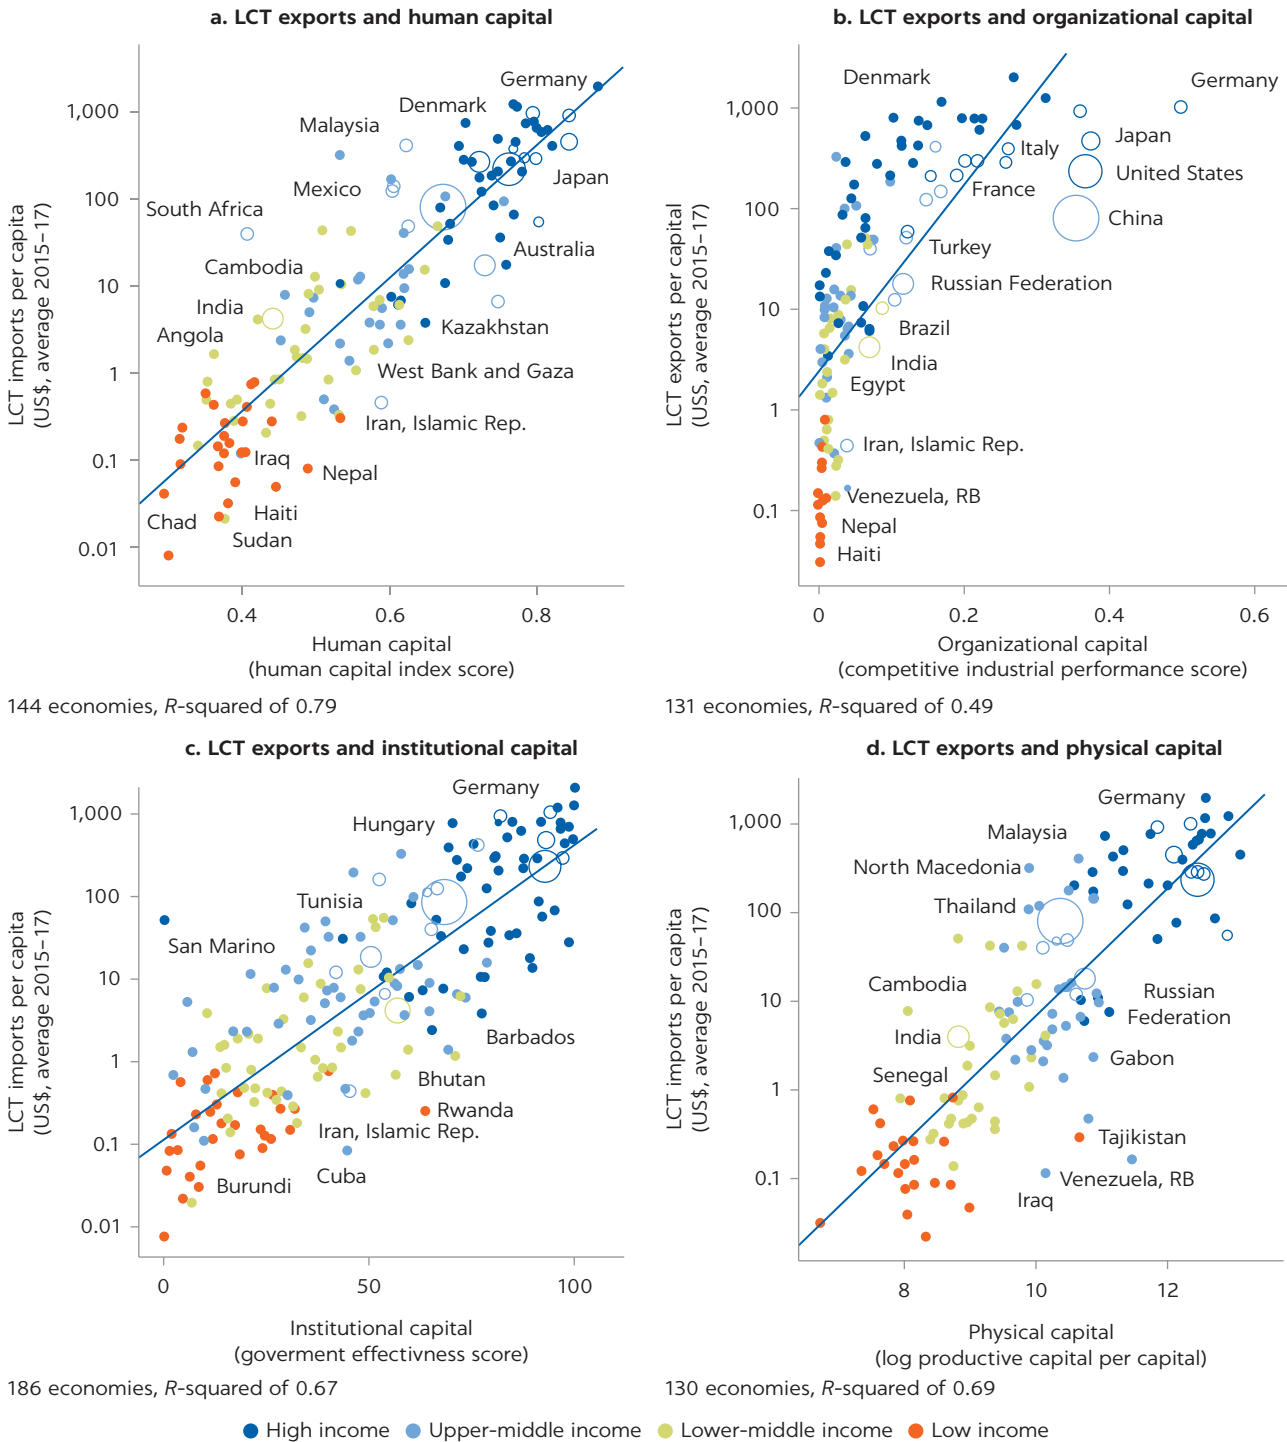 a. LCT exports and human capital
LCT imports per capita
(US$, average 2015–17)
1,000
100
10
1
0.1
0.01
Germany
Denmark
Malaysia
Mexico
Japan
South Africa
Australia
Cambodia
India
Kazakhstan
Angola
West Bank and Gaza
Iran, Islamic Rep.
Iraq
Nepal
Chad
Haiti
Sudan
0.4
0.6
0.8
Human capital
(human capital index score)
144 economies, R-squared of 0.79
b. LCT exports and organizational capital
LCT exports per capital
(USS, average 2015–17)
1,000
100
10
1
0.1
Denmark
Germany
Japan
Italy
United States
France
China
Turkey
Russian Federation
Brazil
India
Egypt
Iran, Islamic Rep.
Venezuela, RB
Nepal
Haiti
0
0.2
0.4
0.6
Organizational capital
(competitive industrial performance score)
131 economies, R-squared of 0.49
c. LCT exports and institutional capital
LCT imports per capita
(US$, average 2015–17)
1,000
100
10
1
0.1
0.01
Germany
Hungary
Tunisia
San Marino
Barbados
Bhutan
Rwanda
Iran, Islamic Rep.
Cuba
Burundi
0
50
100
Institutional capital
(goverment effectivness score)
186 economies, R-squared of 0.67
d. LCT exports and physical capital
LCT imports per capita
(US$, average 2015–17)
1,000
100
10
1
0.1
Germany
Malaysia
North Macedonia
Thailand
Cambodia
Russian
Federation
India
Gabon
Senegal
Tajikistan
Venezuela, RB
Iraq
8
10
12
Physical capital
(log productive capital per capital)
130 economies, R-squared of 0.69
High income
Upper-middle income
Lower-middle income
Low income